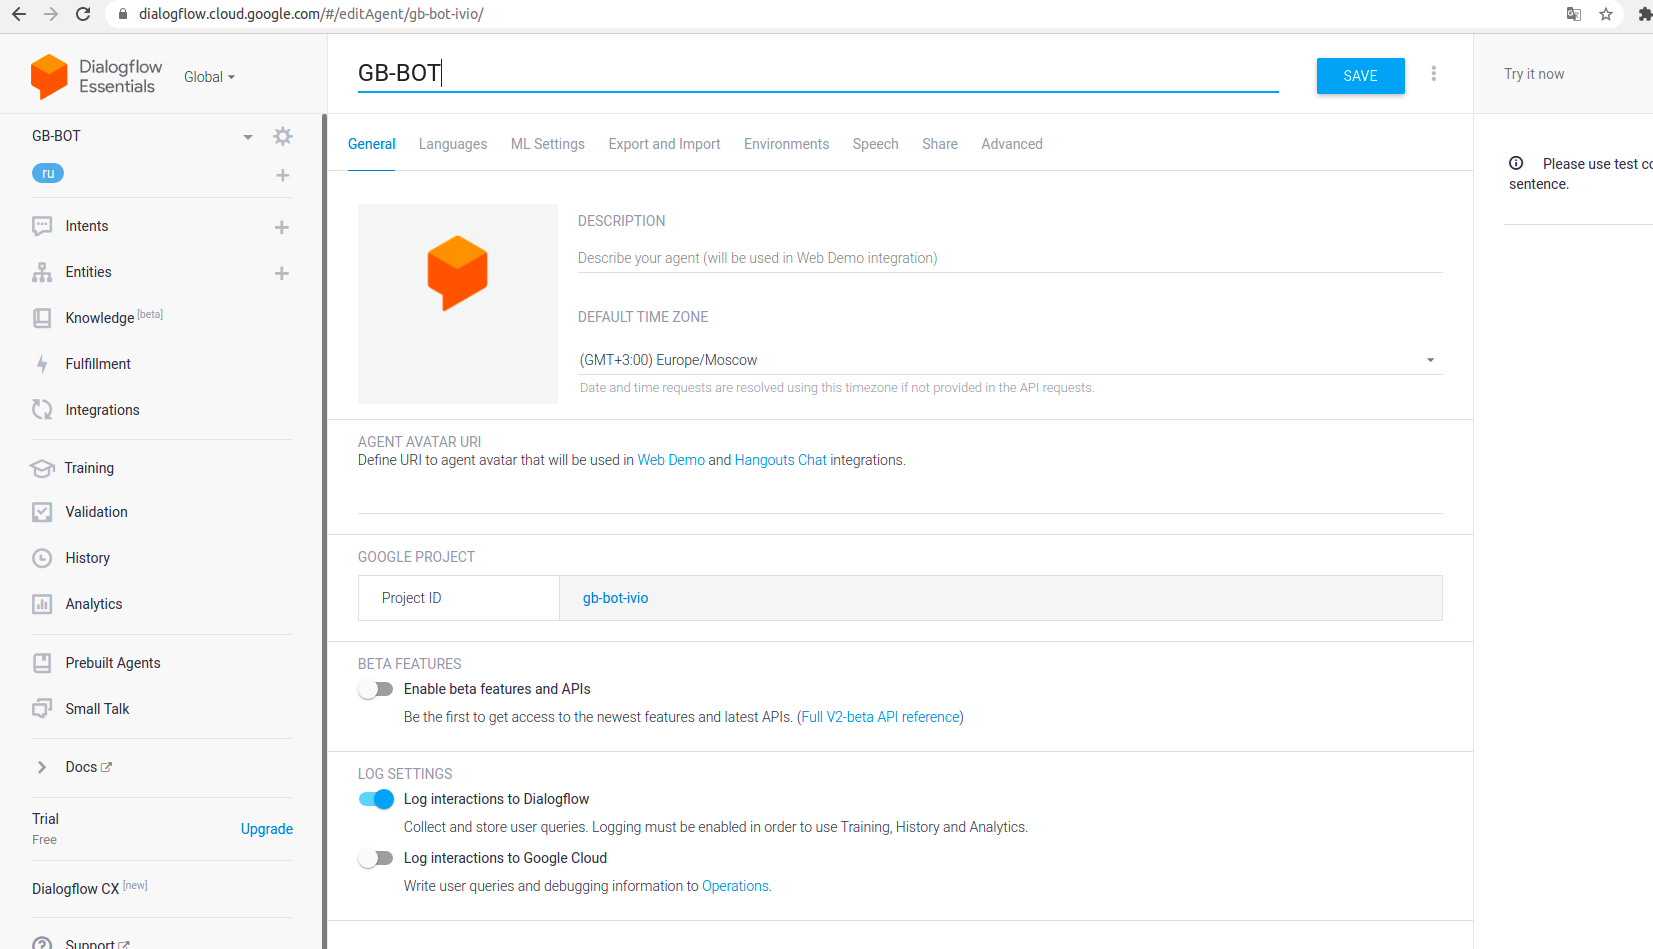 dialogflow.cloud.google.com/#/editAgent/gb-bot-ivio/
Dialogflow
Essentials
Global
GB-BOT
ru
Intents
Entities
Knowledge [beta]
Fulfillment
Integrations
Training
Validation
History
Analytics
Prebuilt Agents
Small Talk
Docs
Trial
Free
Upgrade
Dialogflow CX [new]
Support
GB-BOT
SAVE
General
Languages
ML Settings
Export and Import
Environments
Speech
Share
Advanced
DESCRIPTION
Describe your agent (will be used in Web Demo integration)
DEFAULT TIME ZONE
(GMT+3:00) Europe/Moscow
Date and time requests are resolved using this timezone if not provided in the API requests.
AGENT AVATAR URI
Define URI to agent avatar that will be used in Web Demo and Hangouts Chat integrations.
GOOGLE PROJECT
Project ID
gb-bot-ivio
BETA FEATURES
Enable beta features and APIs
Be the first to get access to the newest features and latest APIs. (Full V2-beta API reference)
LOG SETTINGS
Log interactions to Dialogflow
Collect and store user queries. Logging must be enabled in order to use Training, History and Analytics.
Log interactions to Google Cloud
Write user queries and debugging information to Operations.
Try it now
Please use test co
sentence.